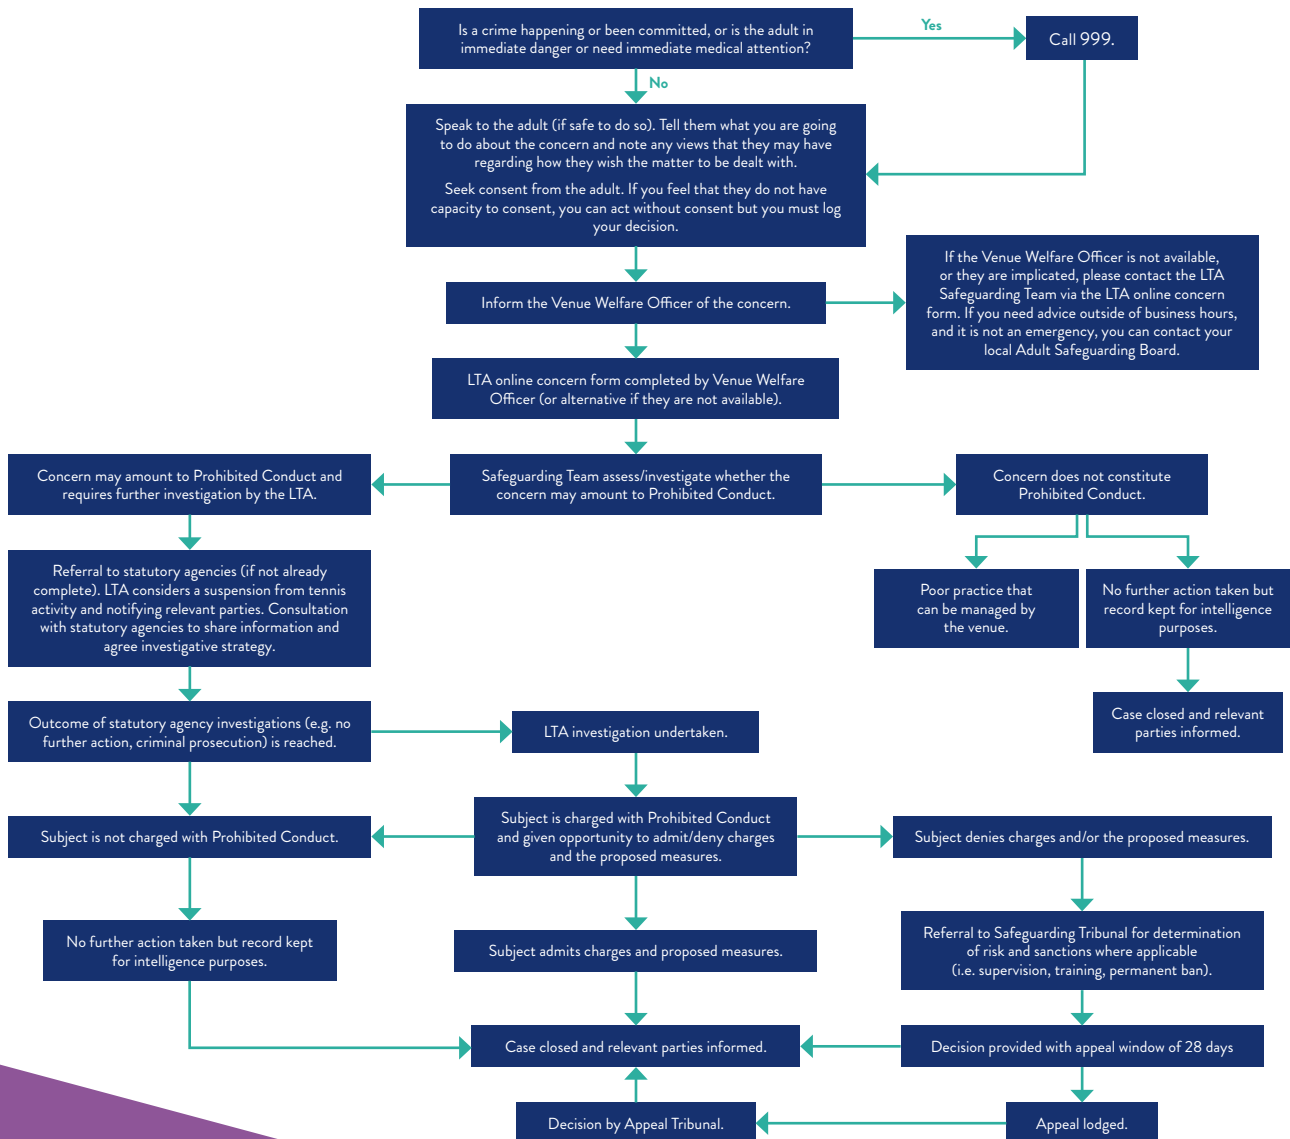 Is a crime happening or been committed, or is the adult in
immediate danger or need immediate medical attention?
Yes
Call 999.
No
Speak to the adult (if safe to do so). Tell them what you are going
to do about the concern and note any views that they may have
regarding how they wish the matter to be dealt with.
Seek consent from the adult. If you feel that they do not have
capacity to consent, you can act without consent but you must log
your decision.
Inform the Venue Welfare Officer of the concern.
If the Venue Welfare Officer is not available,
or they are implicated, please contact the LTA
Safeguarding Team via the LTA online concern
form. If you need advice outside of business hours,
and it is not an emergency, you can contact your
local Adult Safeguarding Board.
LTA online concern form completed by Venue Welfare
Officer (or alternative if they are not available).
Concern may amount to Prohibited Conduct and
requires further investigation by the LTA.
Safeguarding Team assess/investigate whether the
concern may amount to Prohibited Conduct.
Concern does not constitute
Prohibited Conduct.
Referral to statutory agencies (if not already
complete). LTA considers a suspension from tennis
activity and notifying relevant parties. Consultation
with statutory agencies to share information and
agree investigative strategy.
Poor practice that
can be managed by
the venue.
No further action taken but
record kept for intelligence
purposes.
Outcome of statutory agency investigations (e.g. no
further action, criminal prosecution) is reached.
LTA investigation undertaken.
Case closed and relevant
parties informed.
Subject is not charged with Prohibited Conduct.
Subject is charged with Prohibited Conduct
and given opportunity to admit/deny charges
and the proposed measures.
Subject denies charges and/or the proposed measures.
No further action taken but record kept
for intelligence purposes.
Subject admits charges and proposed measures.
Referral to Safeguarding Tribunal for determination
of risk and sanctions where applicable
(i.e. supervision, training, permanent ban).
Case closed and relevant parties informed.
Decision provided with appeal window of 28 days
Decision by Appeal Tribunal.
Appeal lodged.